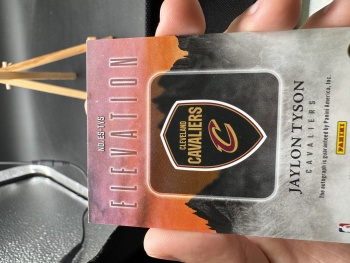 ELEVATION
CLEVELAND
CAVALIERS
JAYLON TYSON
CAVALIERS
The autograph is guaranteed by Panini America, Inc.
PANINI